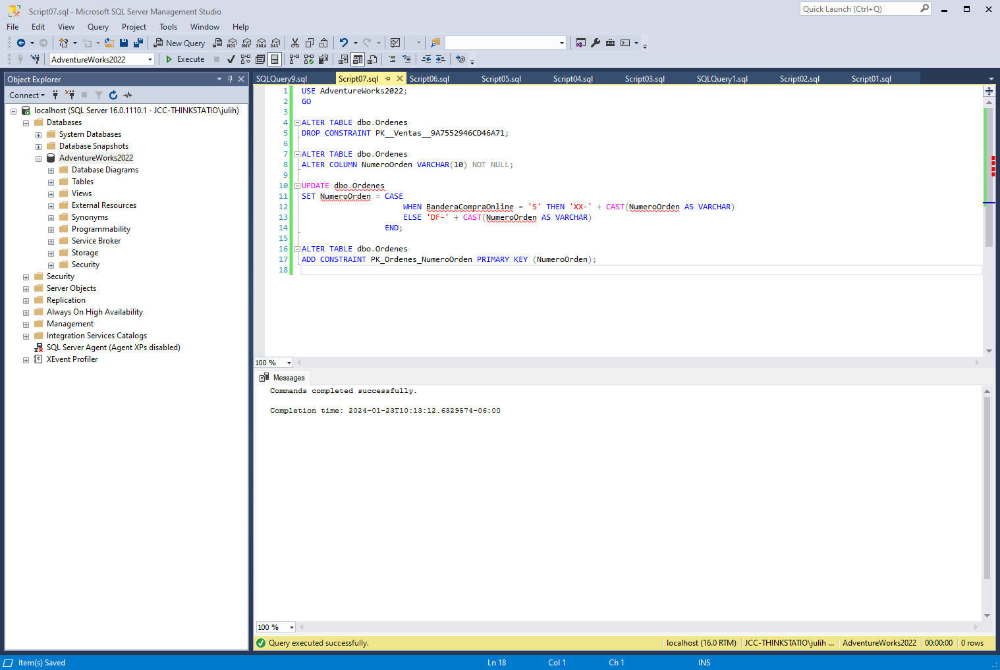 Script07.sql - Microsoft SQL Server Management Studio
Quick Launch (Ctrl+Q)
File Edit View Query Project Tools Window Help
New Query MDX DMX XMLA DAX
AdventureWorks2022 Execute
Object Explorer
Connect
localhost (SQL Server 16.0.1110.1 - JCC-THINKSTATIO\julih)
Databases
System Databases
Database Snapshots
AdventureWorks2022
Database Diagrams
Tables
Views
External Resources
Synonyms
Programmability
Service Broker
Storage
Security
Security
Server Objects
Replication
Always On High Availability
Management
Integration Services Catalogs
SQL Server Agent (Agent XPs disabled)
XEvent Profiler
SQLQuery9.sql Script07.sql Script06.sql Script05.sql Script04.sql Script03.sql SQLQuery1.sql Script02.sql Script01.sql
1 USE AdventureWorks2022;
2 GO
3
4 ALTER TABLE dbo.Ordenes
5 DROP CONSTRAINT PK__Ventas__9A7552946CD46A71;
6
7 ALTER TABLE dbo.Ordenes
8 ALTER COLUMN NumeroOrden VARCHAR(10) NOT NULL;
9
10 UPDATE dbo.Ordenes
11 SET NumeroOrden = CASE
12 WHEN BanderaCompraOnline = 'S' THEN 'XX-' + CAST(NumeroOrden AS VARCHAR)
13 ELSE 'DF-' + CAST(NumeroOrden AS VARCHAR)
14 END;
15
16 ALTER TABLE dbo.Ordenes
17 ADD CONSTRAINT PK_Ordenes_NumeroOrden PRIMARY KEY (NumeroOrden);
18
100 %
Messages
Commands completed successfully.
Completion time: 2024-01-23T10:13:12.6329574-06:00
100 %
Query executed successfully. localhost (16.0 RTM) JCC-THINKSTATIO\julih ... AdventureWorks2022 00:00:00 0 rows
Item(s) Saved Ln 18 Col 1 Ch 1 INS